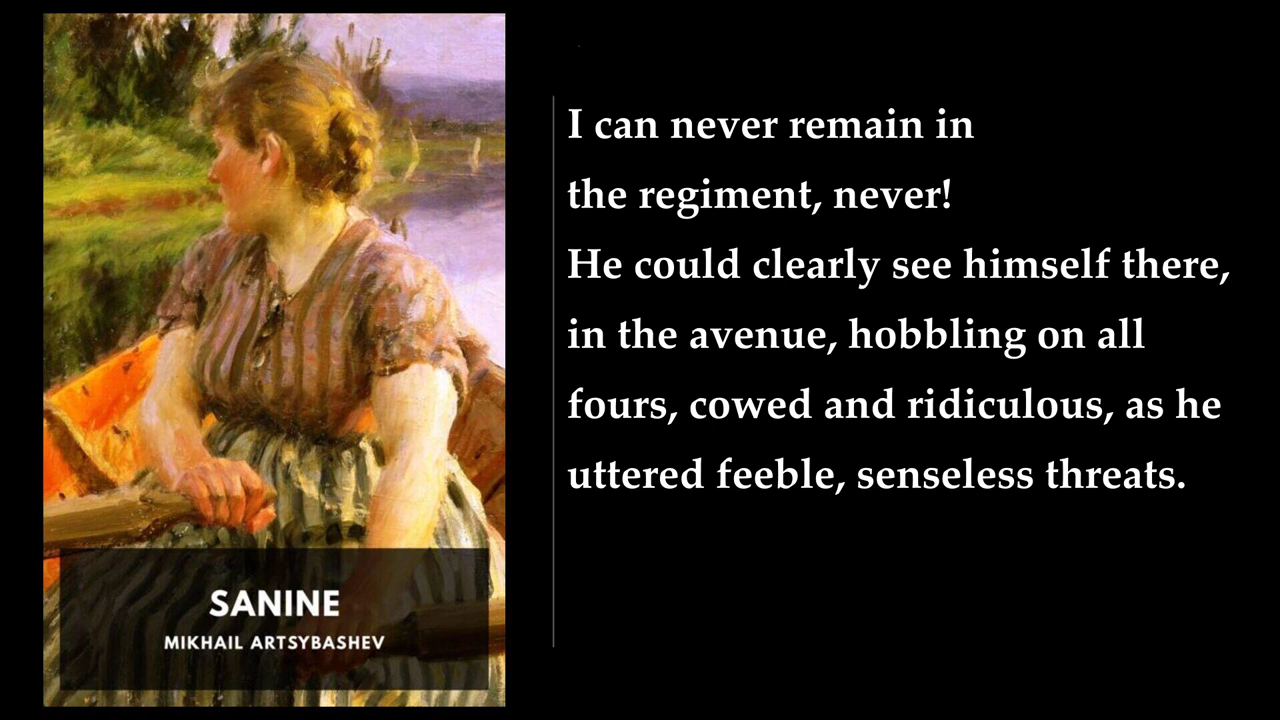 SANINE
MIKHAIL ARTSYBASHEV
I can never remain in
the regiment, never!
He could clearly see himself there,
in the avenue, hobbling on all
fours, cowed and ridiculous, as he
uttered feeble, senseless threats.